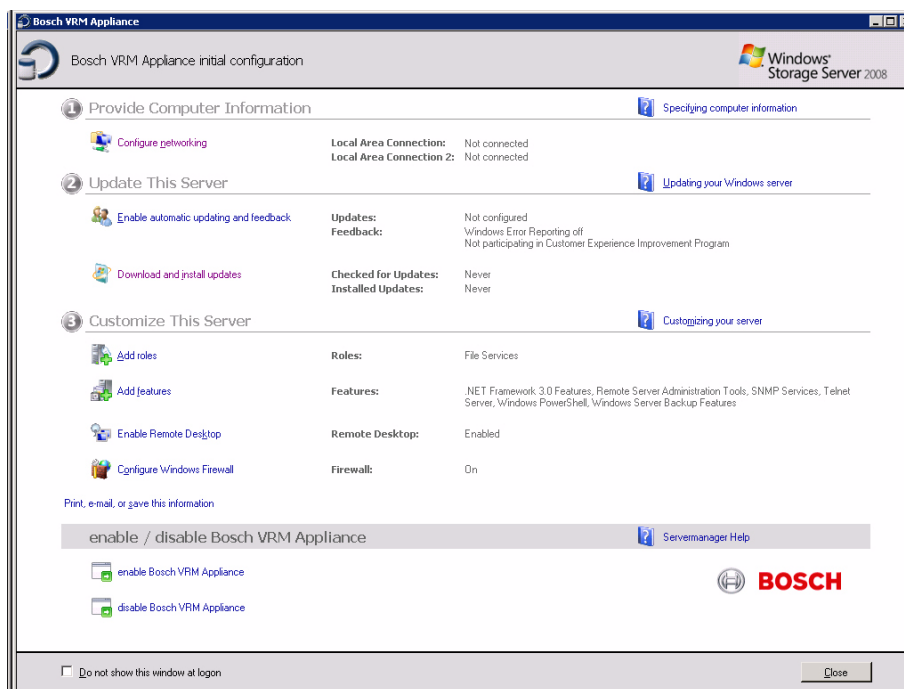 Bosch VRM Appliance
Bosch VRM Appliance initial configuration
Windows
Storage Server 2008
1 Provide Computer Information
Specifying computer information
Configure networking
Local Area Connection: Not connected
Local Area Connection 2: Not connected
2 Update This Server
Updating your Windows server
Enable automatic updating and feedback
Updates: Not configured
Feedback: Windows Error Reporting off
Not participating in Customer Experience Improvement Program
Download and install updates
Checked for Updates: Never
Installed Updates: Never
3 Customize This Server
Customizing your server
Add roles
Roles: File Services
Add features
Features: .NET Framework 3.0 Features, Remote Server Administration Tools, SNMP Services, Telnet
Server, Windows PowerShell, Windows Server Backup Features
Enable Remote Desktop
Remote Desktop: Enabled
Configure Windows Firewall
Firewall: On
Print, e-mail, or save this information
enable / disable Bosch VRM Appliance
Servermanager Help
enable Bosch VRM Appliance
BOSCH
disable Bosch VRM Appliance
Do not show this window at logon
Close